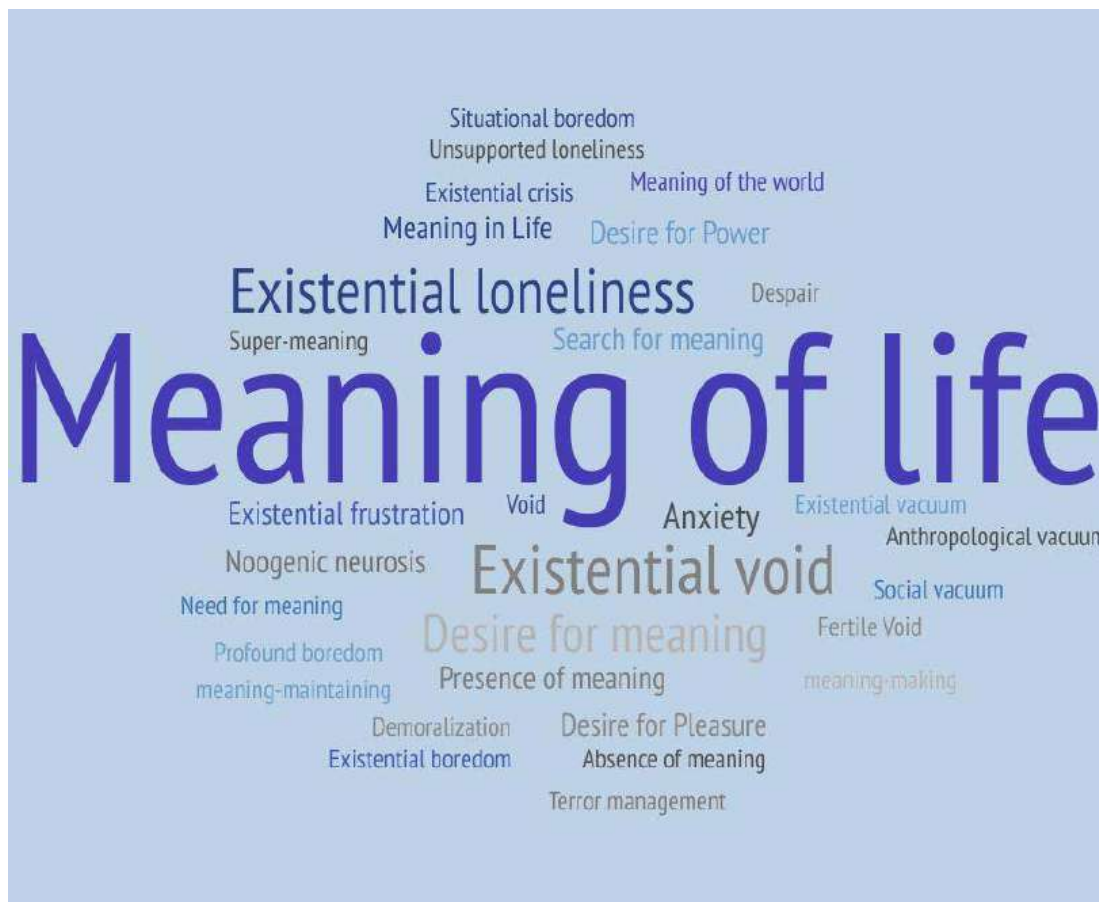 Situational boredom
Unsupported loneliness
Meaning of the world
Existential crisis
Meaning in Life
Desire for Power
Existential loneliness
Despair
Super-meaning
Search for meaning
Meaning of life
Existential frustration
Void
Anxiety
Existential vacuum
Anthropological vacuum
Noogenic neurosis
Existential void
Social vacuum
Need for meaning
Desire for meaning
Fertile Void
Profound boredom
Presence of meaning
meaning-making
meaning-maintaining
Demoralization
Desire for Pleasure
Existential boredom
Absence of meaning
Terror management